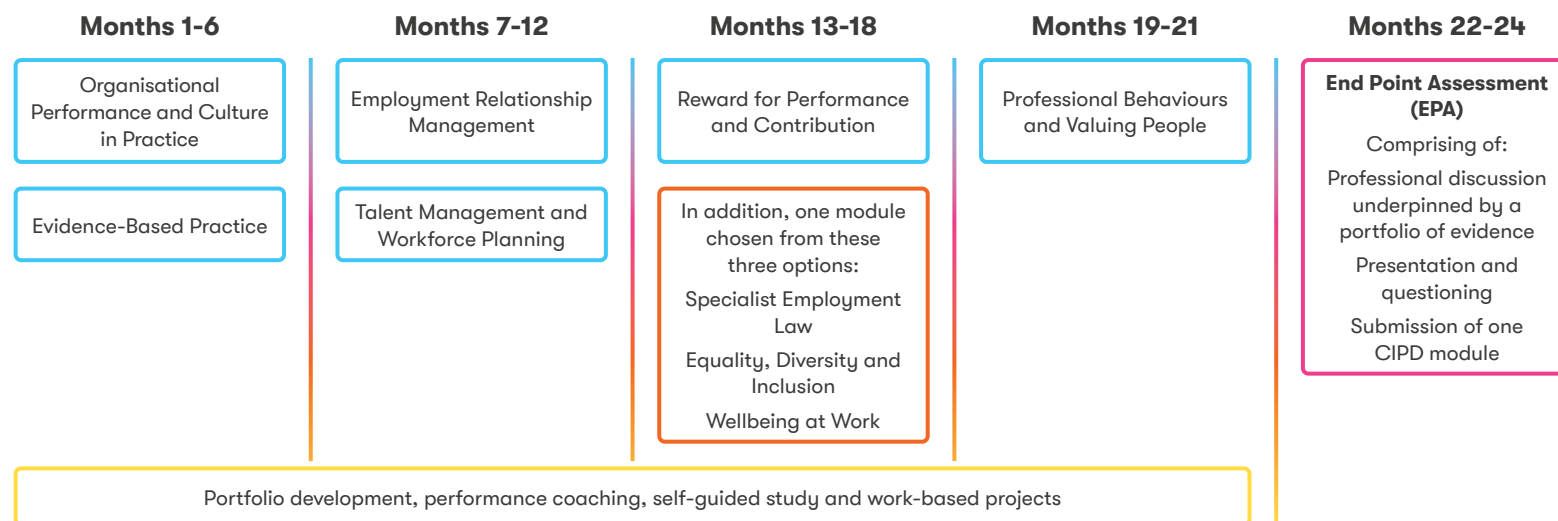 Months 1-6
Organisational
Performance and Culture
in Practice
Evidence-Based Practice
Months 7-12
Employment Relationship
Management
Talent Management and
Workforce Planning
Months 13-18
Reward for Performance
and Contribution
In addition, one module
chosen from these
three options:
Specialist Employment
Law
Equality, Diversity and
Inclusion
Wellbeing at Work
Months 19-21
Professional Behaviours
and Valuing People
Months 22-24
End Point Assessment
(EPA)
Comprising of:
Professional discussion
underpinned by a
portfolio of evidence
Presentation and
questioning
Submission of one
CIPD module
Portfolio development, performance coaching, self-guided study and work-based projects